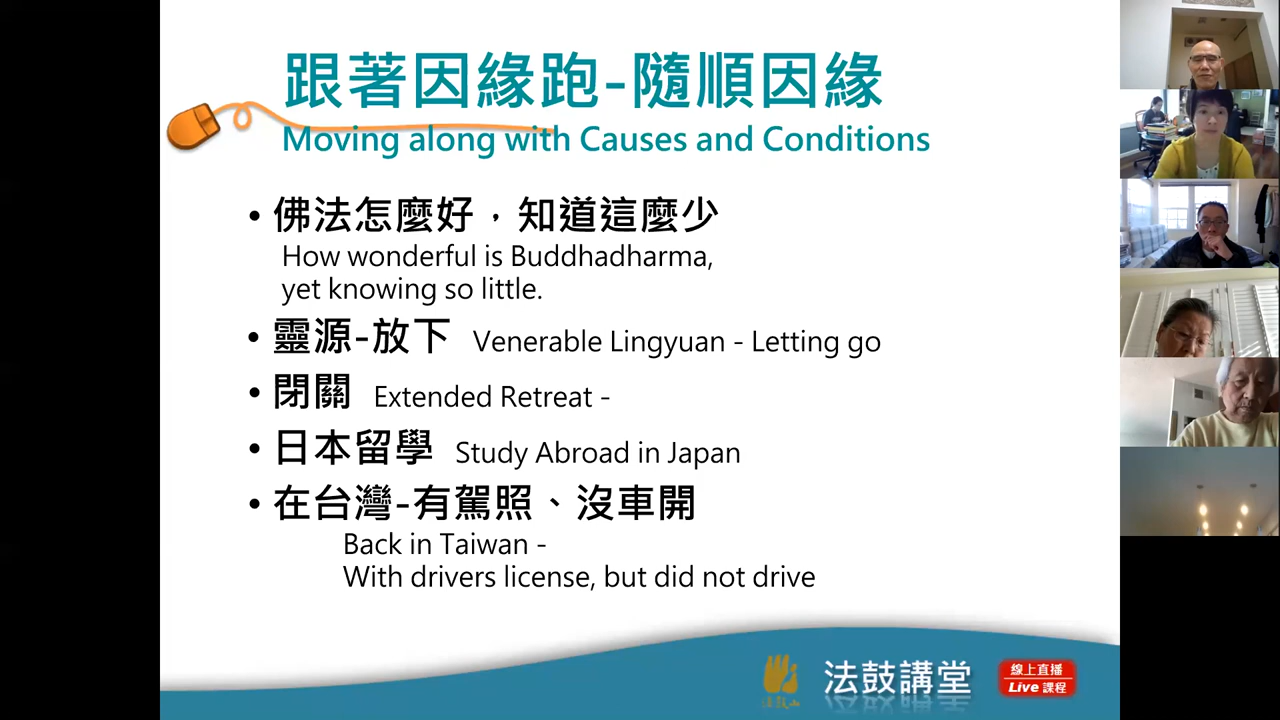 跟著因緣跑-隨順因緣
Moving along with Causes and Conditions
• 佛法怎麼好，知道這麼少
How wonderful is Buddhadharma,
yet knowing so little.
• 靈源-放下 Venerable Lingyuan - Letting go
• 閉關 Extended Retreat -
• 日本留學 Study Abroad in Japan
• 在台灣-有駕照、沒車開
Back in Taiwan -
With drivers license, but did not drive
法鼓山
法鼓講堂
線上直播
Live 課程